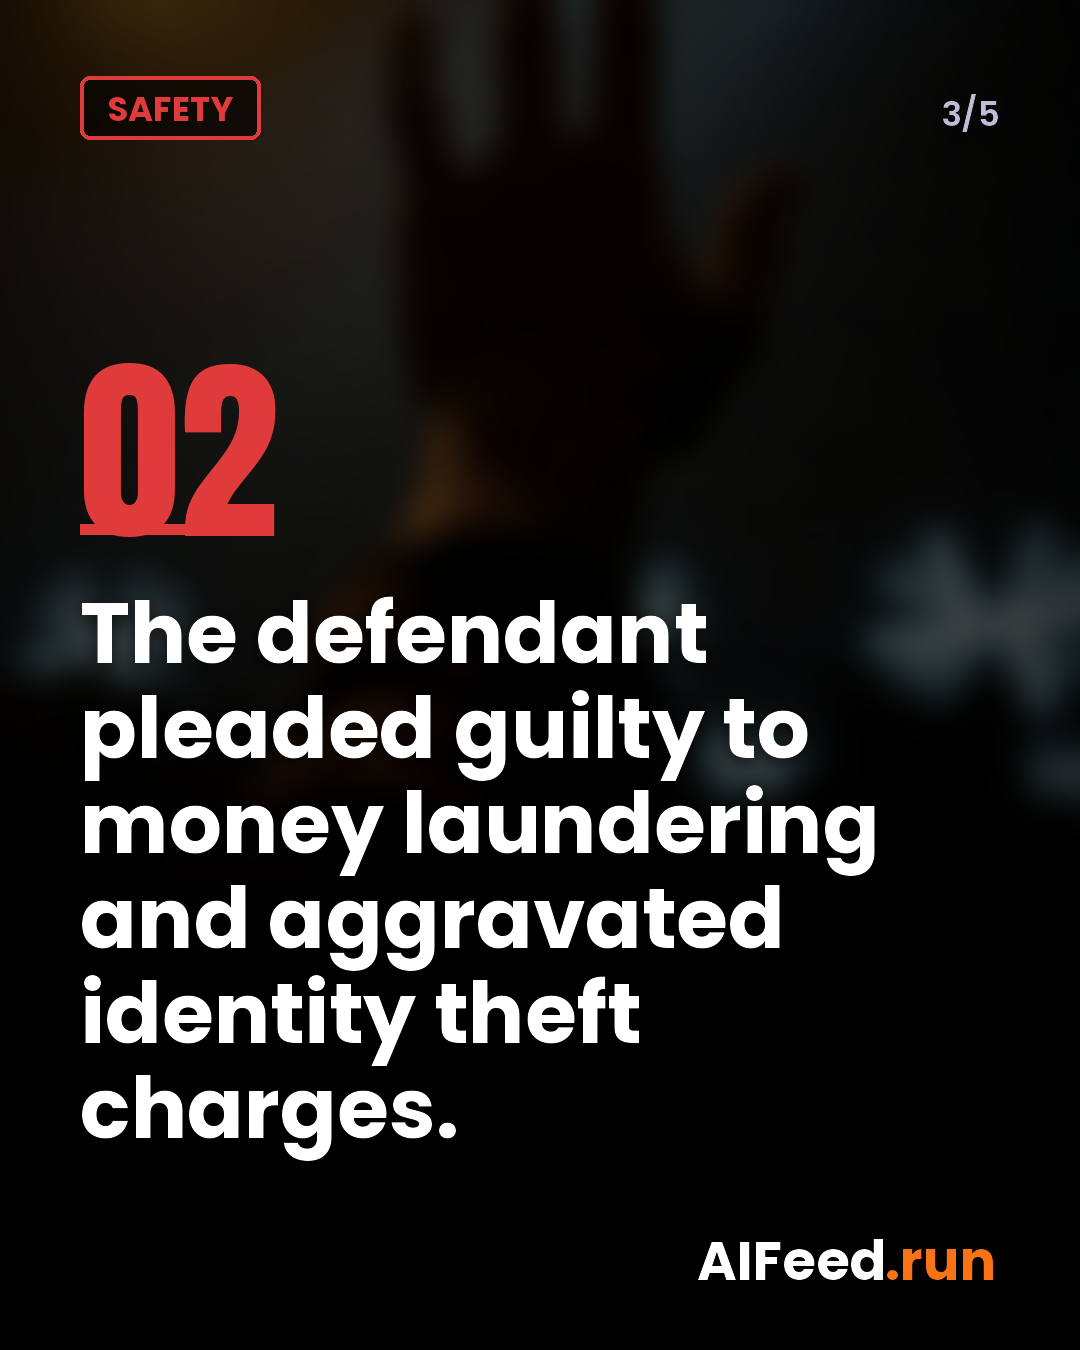 SAFETY
3/5
02
The defendant
pleaded guilty to
money laundering
and aggravated
identity theft
charges.
AIFeed.run